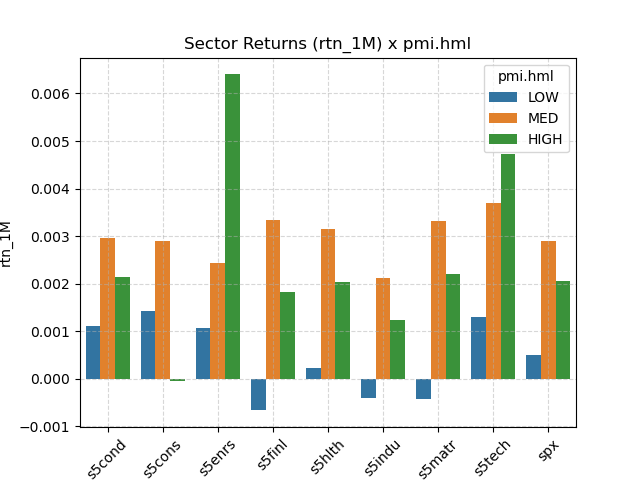 Sector Returns (rtn_1M) x pmi.hml
pmi.hml
LOW
MED
HIGH
rtn_1M
0.006
0.005
0.004
0.003
0.002
0.001
0.000
−0.001
s5cond
s5cons
s5enrs
s5finl
s5hlth
s5indu
s5matr
s5tech
spx